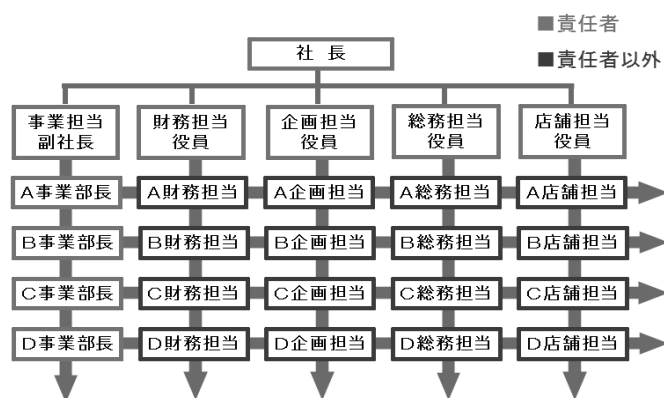 ■責任者
■責任者以外
社長
事業担当
副社長
財務担当
役員
企画担当
役員
総務担当
役員
店舗担当
役員
A事業部長
A財務担当
A企画担当
A総務担当
A店舗担当
B事業部長
B財務担当
B企画担当
B総務担当
B店舗担当
C事業部長
C財務担当
C企画担当
C総務担当
C店舗担当
D事業部長
D財務担当
D企画担当
D総務担当
D店舗担当